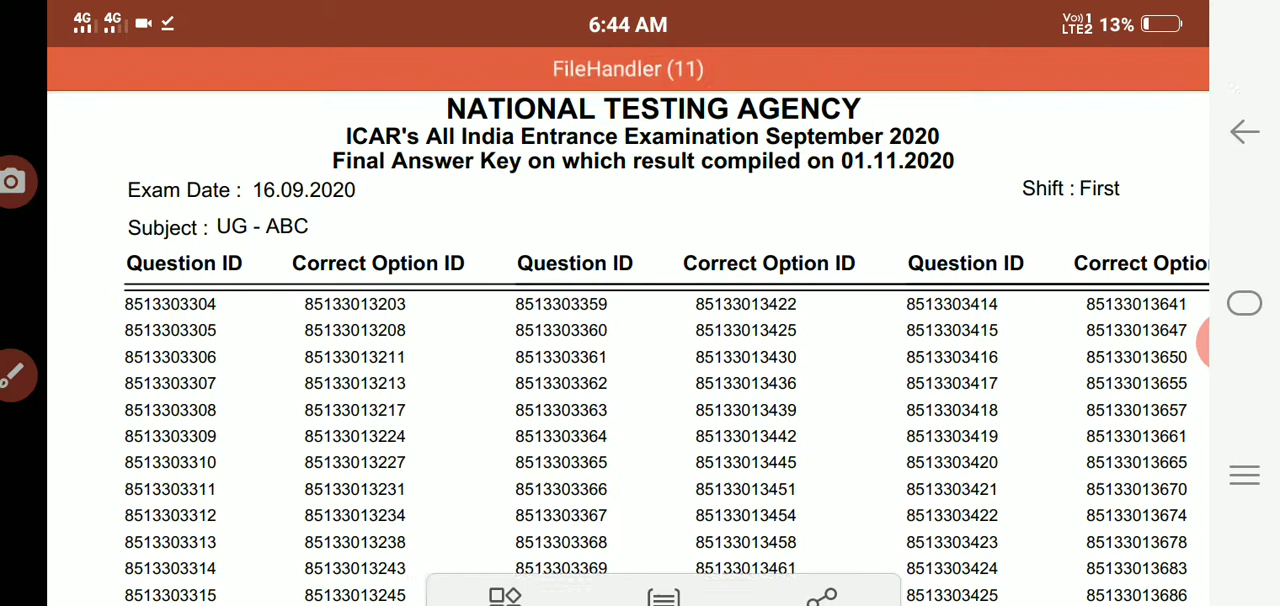 4G 4G 6:44 AM Vo)) 1 LTE2 13%
FileHandler (11)
NATIONAL TESTING AGENCY
ICAR's All India Entrance Examination September 2020
Final Answer Key on which result compiled on 01.11.2020
Exam Date : 16.09.2020 Shift : First
Subject : UG - ABC
Question ID Correct Option ID Question ID Correct Option ID Question ID Correct Optio
8513303304 85133013203 8513303359 85133013422 8513303414 85133013641
8513303305 85133013208 8513303360 85133013425 8513303415 85133013647
8513303306 85133013211 8513303361 85133013430 8513303416 85133013650
8513303307 85133013213 8513303362 85133013436 8513303417 85133013655
8513303308 85133013217 8513303363 85133013439 8513303418 85133013657
8513303309 85133013224 8513303364 85133013442 8513303419 85133013661
8513303310 85133013227 8513303365 85133013445 8513303420 85133013665
8513303311 85133013231 8513303366 85133013451 8513303421 85133013670
8513303312 85133013234 8513303367 85133013454 8513303422 85133013674
8513303313 85133013238 8513303368 85133013458 8513303423 85133013678
8513303314 85133013243 8513303369 85133013461 8513303424 85133013683
8513303315 85133013245 8513303425 85133013686